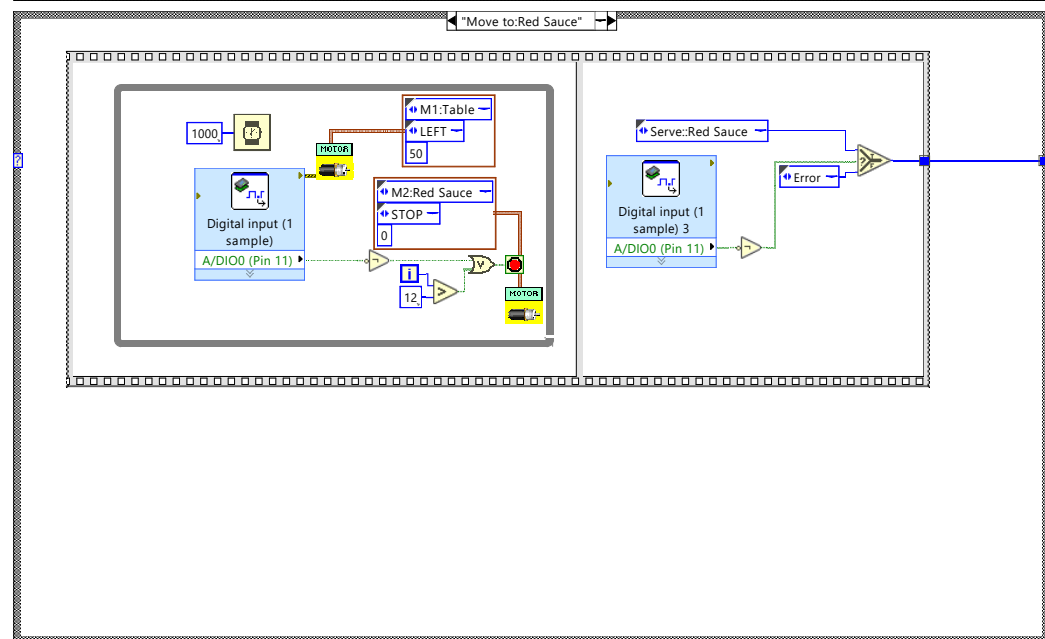 "Move to:Red Sauce"
M1:Table
LEFT
50
1000
MOTOR
Serve::Red Sauce
Error
Digital input (1
sample)
A/DIO0 (Pin 11)
M2:Red Sauce
STOP
0
Digital input (1
sample) 3
A/DIO0 (Pin 11)
i
12
>
V
MOTOR
?
?
T
F